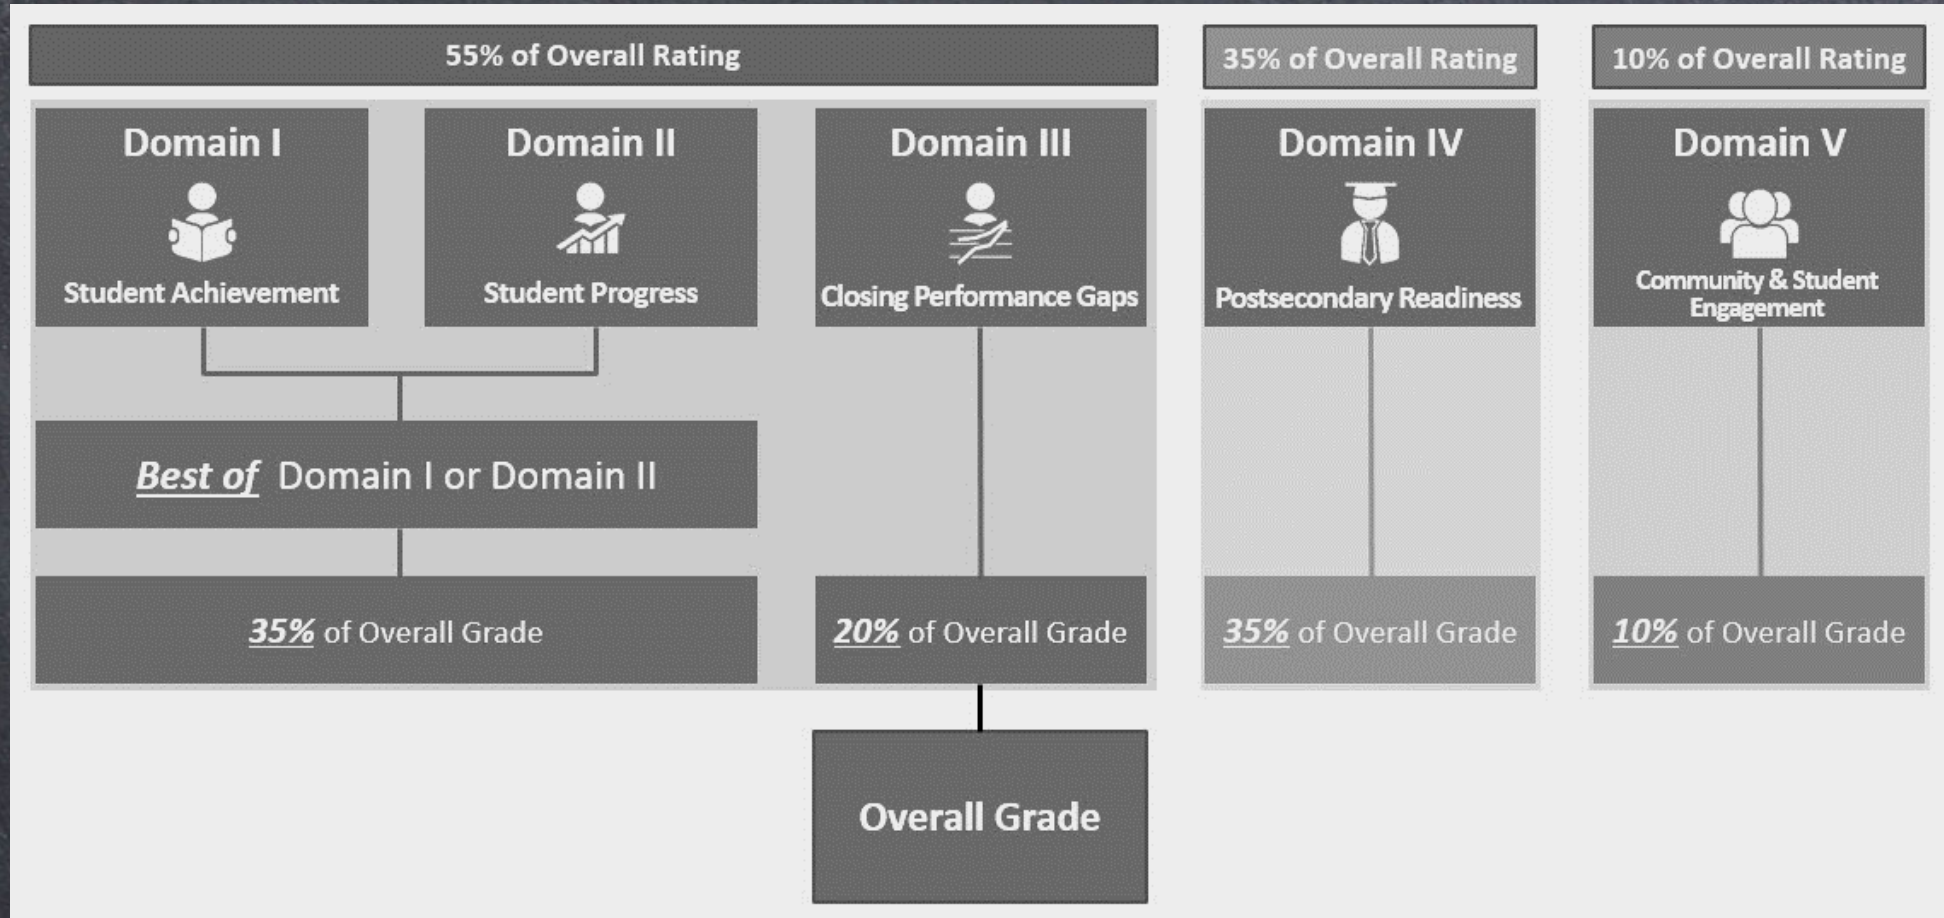 55% of Overall Rating
35% of Overall Rating
10% of Overall Rating
Domain I
Student Achievement
Domain II
Student Progress
Domain III
Closing Performance Gaps
Domain IV
Postsecondary Readiness
Domain V
Community & Student
Engagement
Best of Domain I or Domain II
35% of Overall Grade
20% of Overall Grade
35% of Overall Grade
10% of Overall Grade
Overall Grade